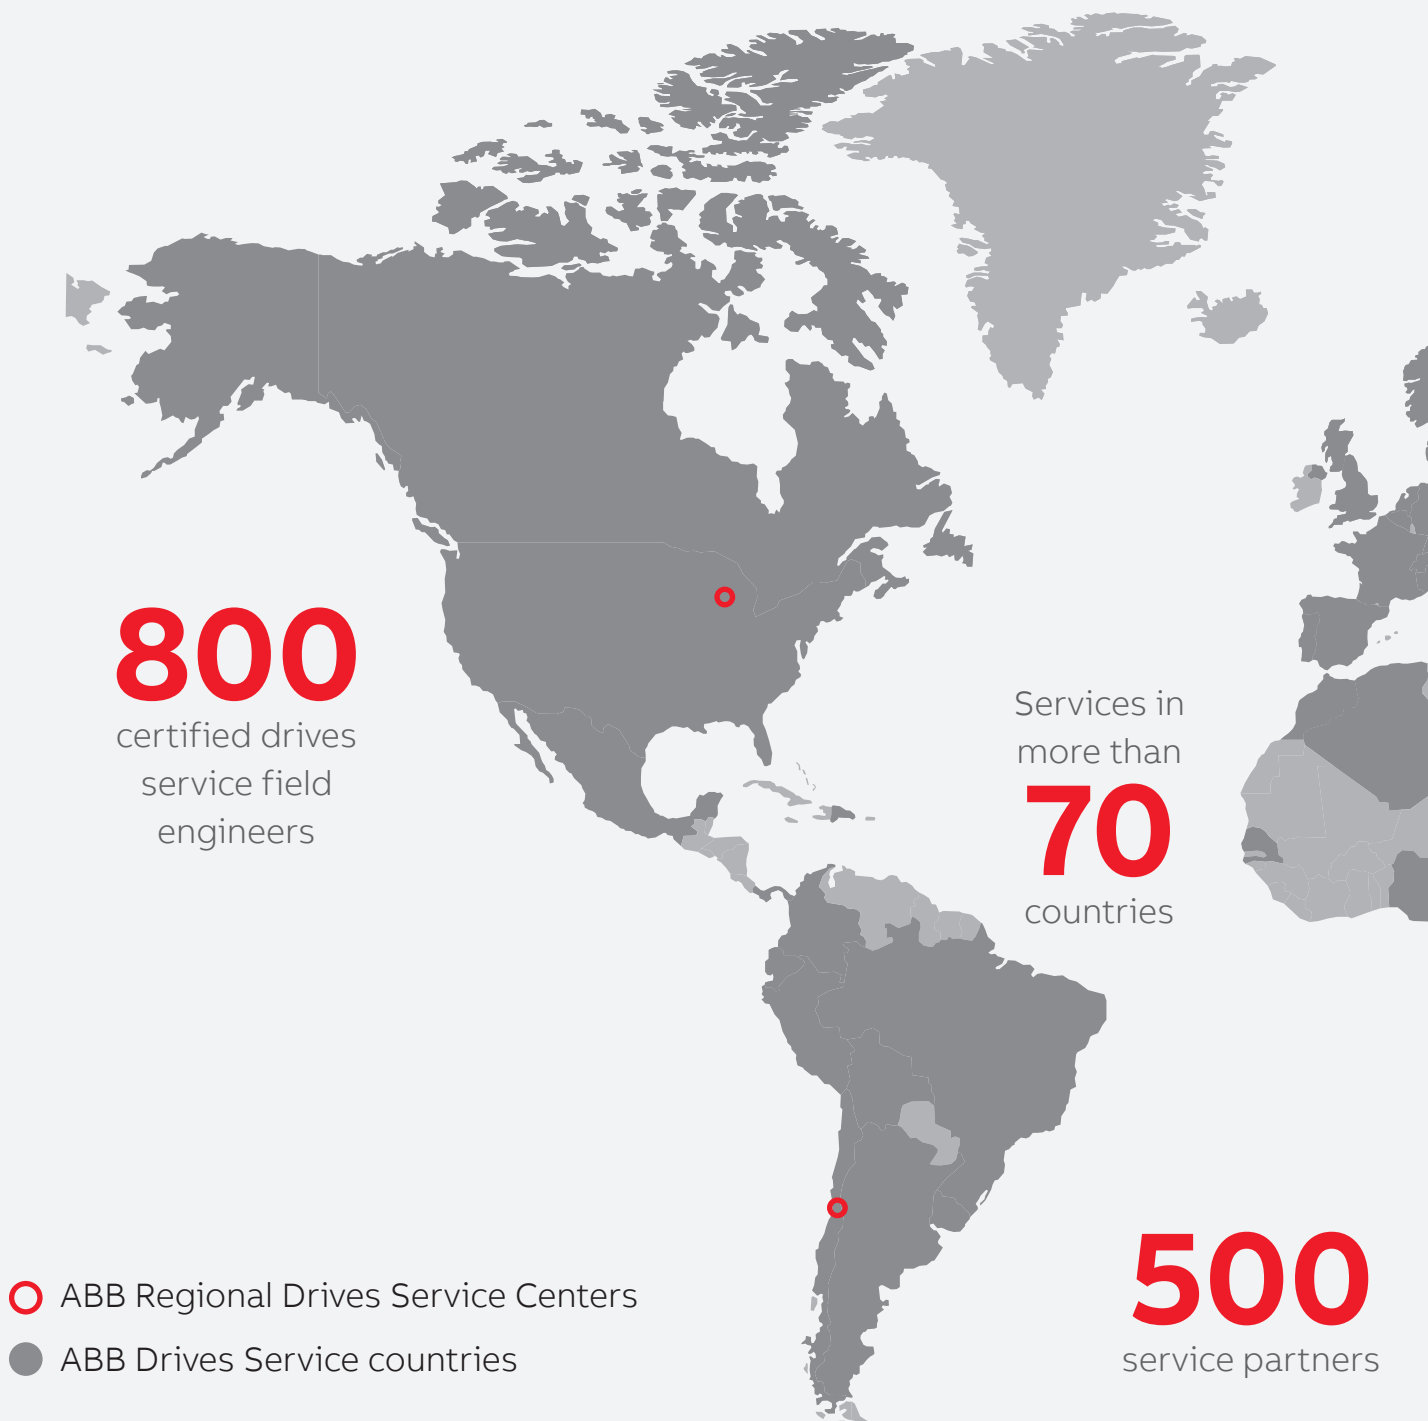 800
certified drives
service field
engineers
Services in
more than
70
countries
500
service partners
ABB Regional Drives Service Centers
ABB Drives Service countries